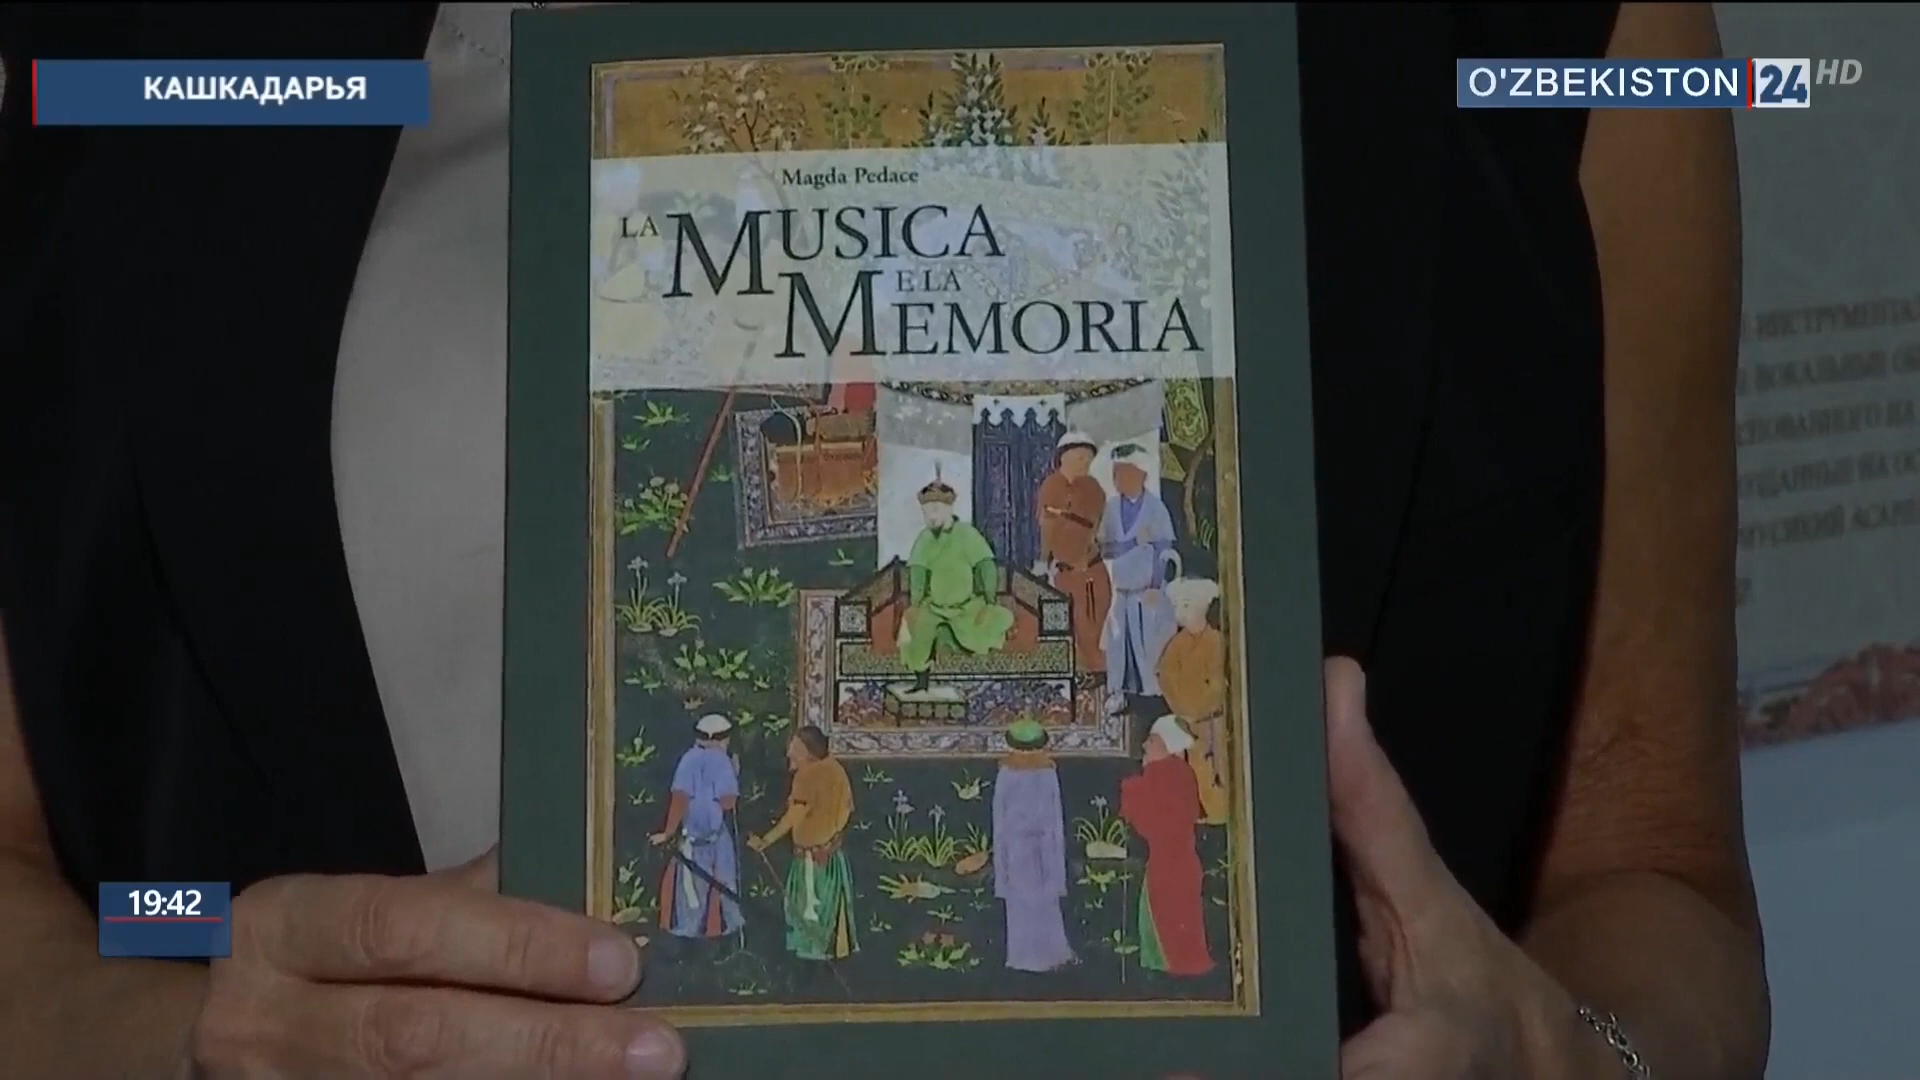 КАШКАДАРЬЯ
O'ZBEKISTON 24 HD
Magda Pedace
LA MUSICA
E LA
MEMORIA
19:42